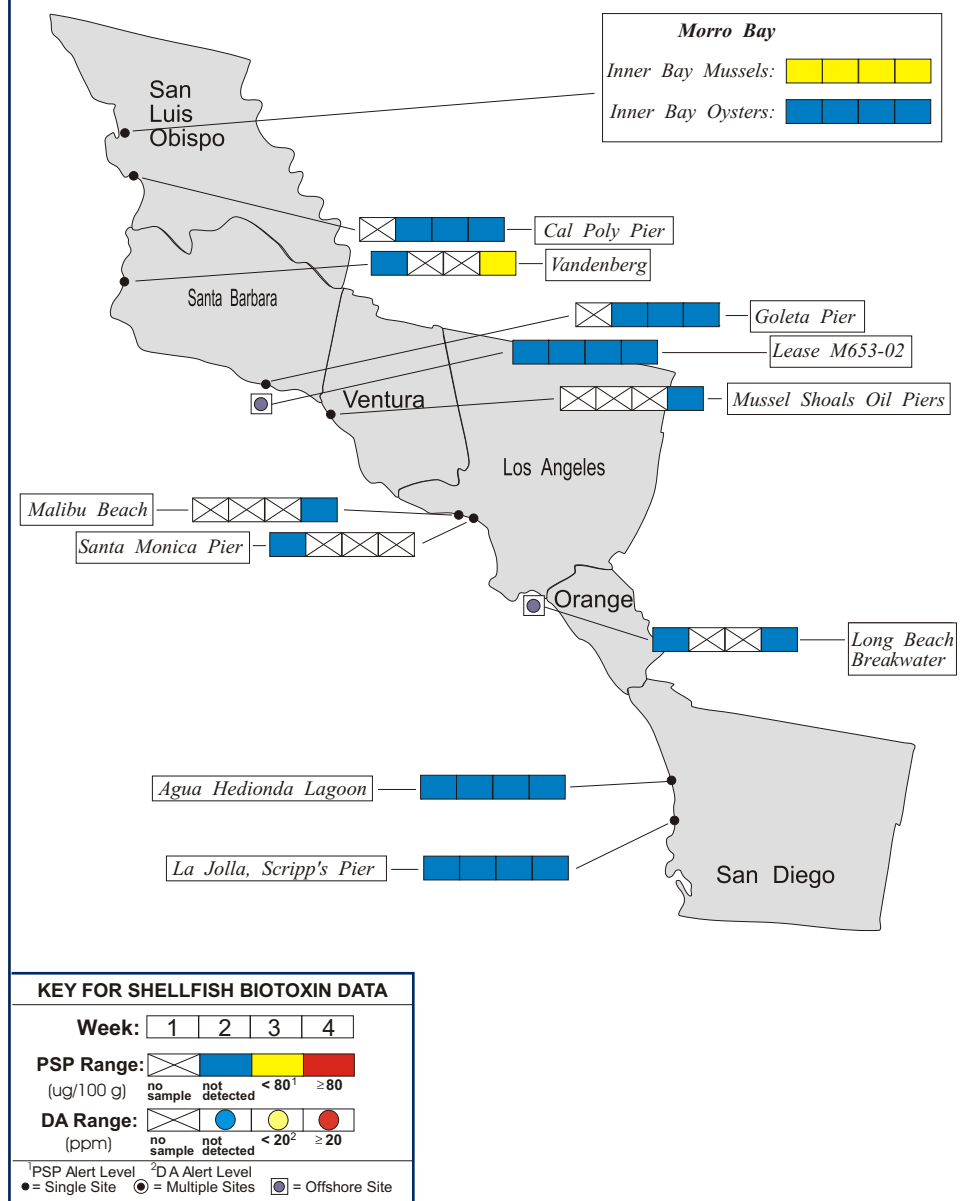 Morro Bay
Inner Bay Mussels:
Inner Bay Oysters:
San
Luis
Obispo
Cal Poly Pier
Vandenberg
Santa Barbara
Goleta Pier
Lease M653-02
Ventura
Mussel Shoals Oil Piers
Los Angeles
Malibu Beach
Santa Monica Pier
Orange
Long Beach
Breakwater
Agua Hedionda Lagoon
La Jolla, Scripp's Pier
San Diego
KEY FOR SHELLFISH BIOTOXIN DATA
Week: 1 2 3 4
PSP Range:
(ug/100 g) no sample not detected < 80¹ ≥80
DA Range:
(ppm) no sample not detected < 20² ≥ 20
¹PSP Alert Level ²DA Alert Level
= Single Site = Multiple Sites = Offshore Site